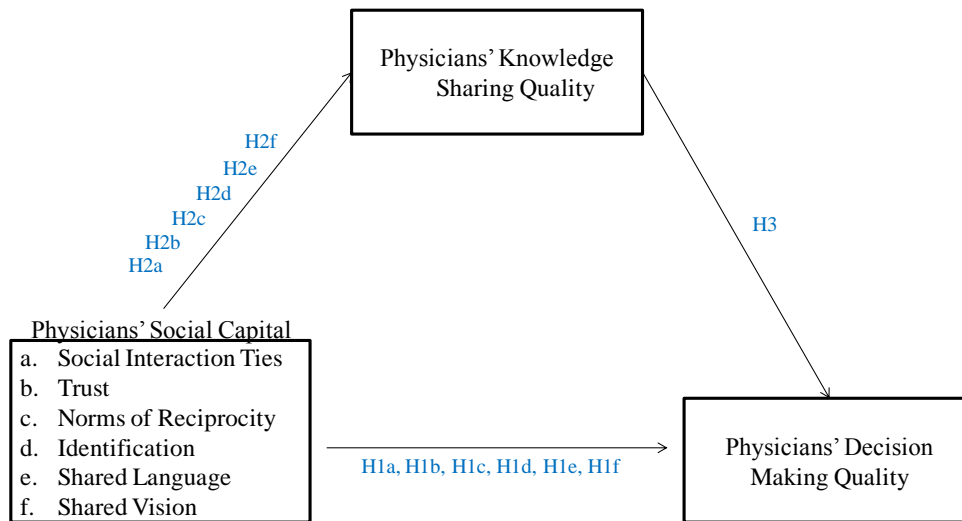 Physicians' Knowledge
Sharing Quality
H2f
H2e
H2d
H2c
H2b
H2a
H3
Physicians' Social Capital
a. Social Interaction Ties
b. Trust
c. Norms of Reciprocity
d. Identification
e. Shared Language
f. Shared Vision
H1a, H1b, H1c, H1d, H1e, H1f
Physicians' Decision
Making Quality